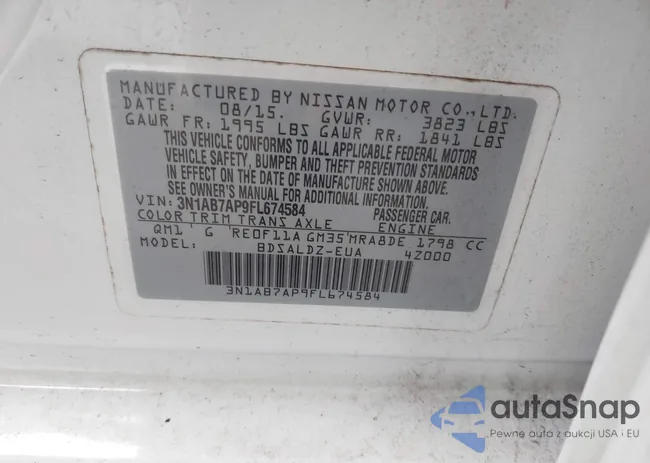 MANUFACTURED BY NISSAN MOTOR CO.,LTD.
DATE: 08/15. GVWR: 3823 LBS
GAWR FR: 1995 LBS GAWR RR: 1841 LBS
THIS VEHICLE CONFORMS TO ALL APPLICABLE FEDERAL MOTOR
VEHICLE SAFETY, BUMPER AND THEFT PREVENTION STANDARDS
IN EFFECT ON THE DATE OF MANUFACTURE SHOWN ABOVE.
*SEE OWNER'S MANUAL FOR MORE INFORMATION.
VIN: 3N1AB7AP9FL674584 PASSENGER CAR
COLOR TRIM TRANS AXLE ENGINE
QM1 G RE0F11A GM35 MRA8DE 1798 CC
MODEL: BDSALDZ-EUA 4Z000
3N1AB7AP9FL674584
autoSnap
Pewne auta z aukcji USA i EU